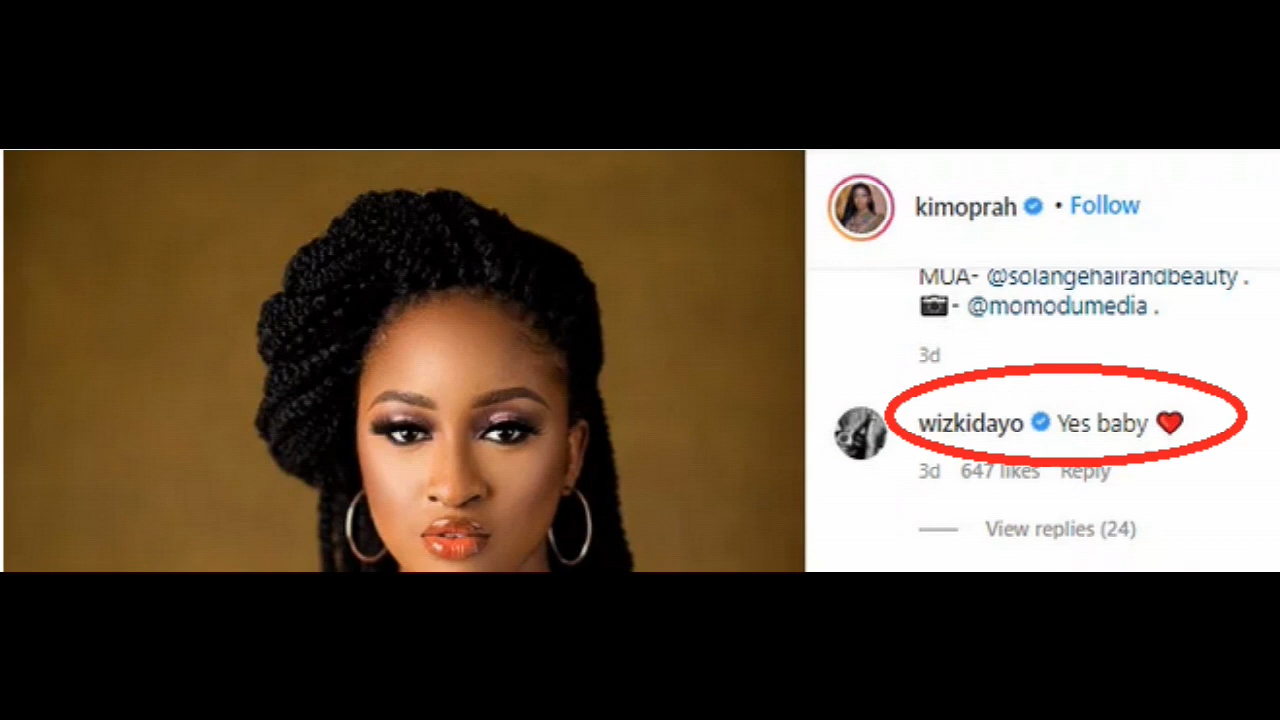 kimoprah • Follow
MUA- @solangehairandbeauty .
- @momodumedia .
3d
wizkidayo Yes baby ❤
3d 647 likes Reply
View replies (24)